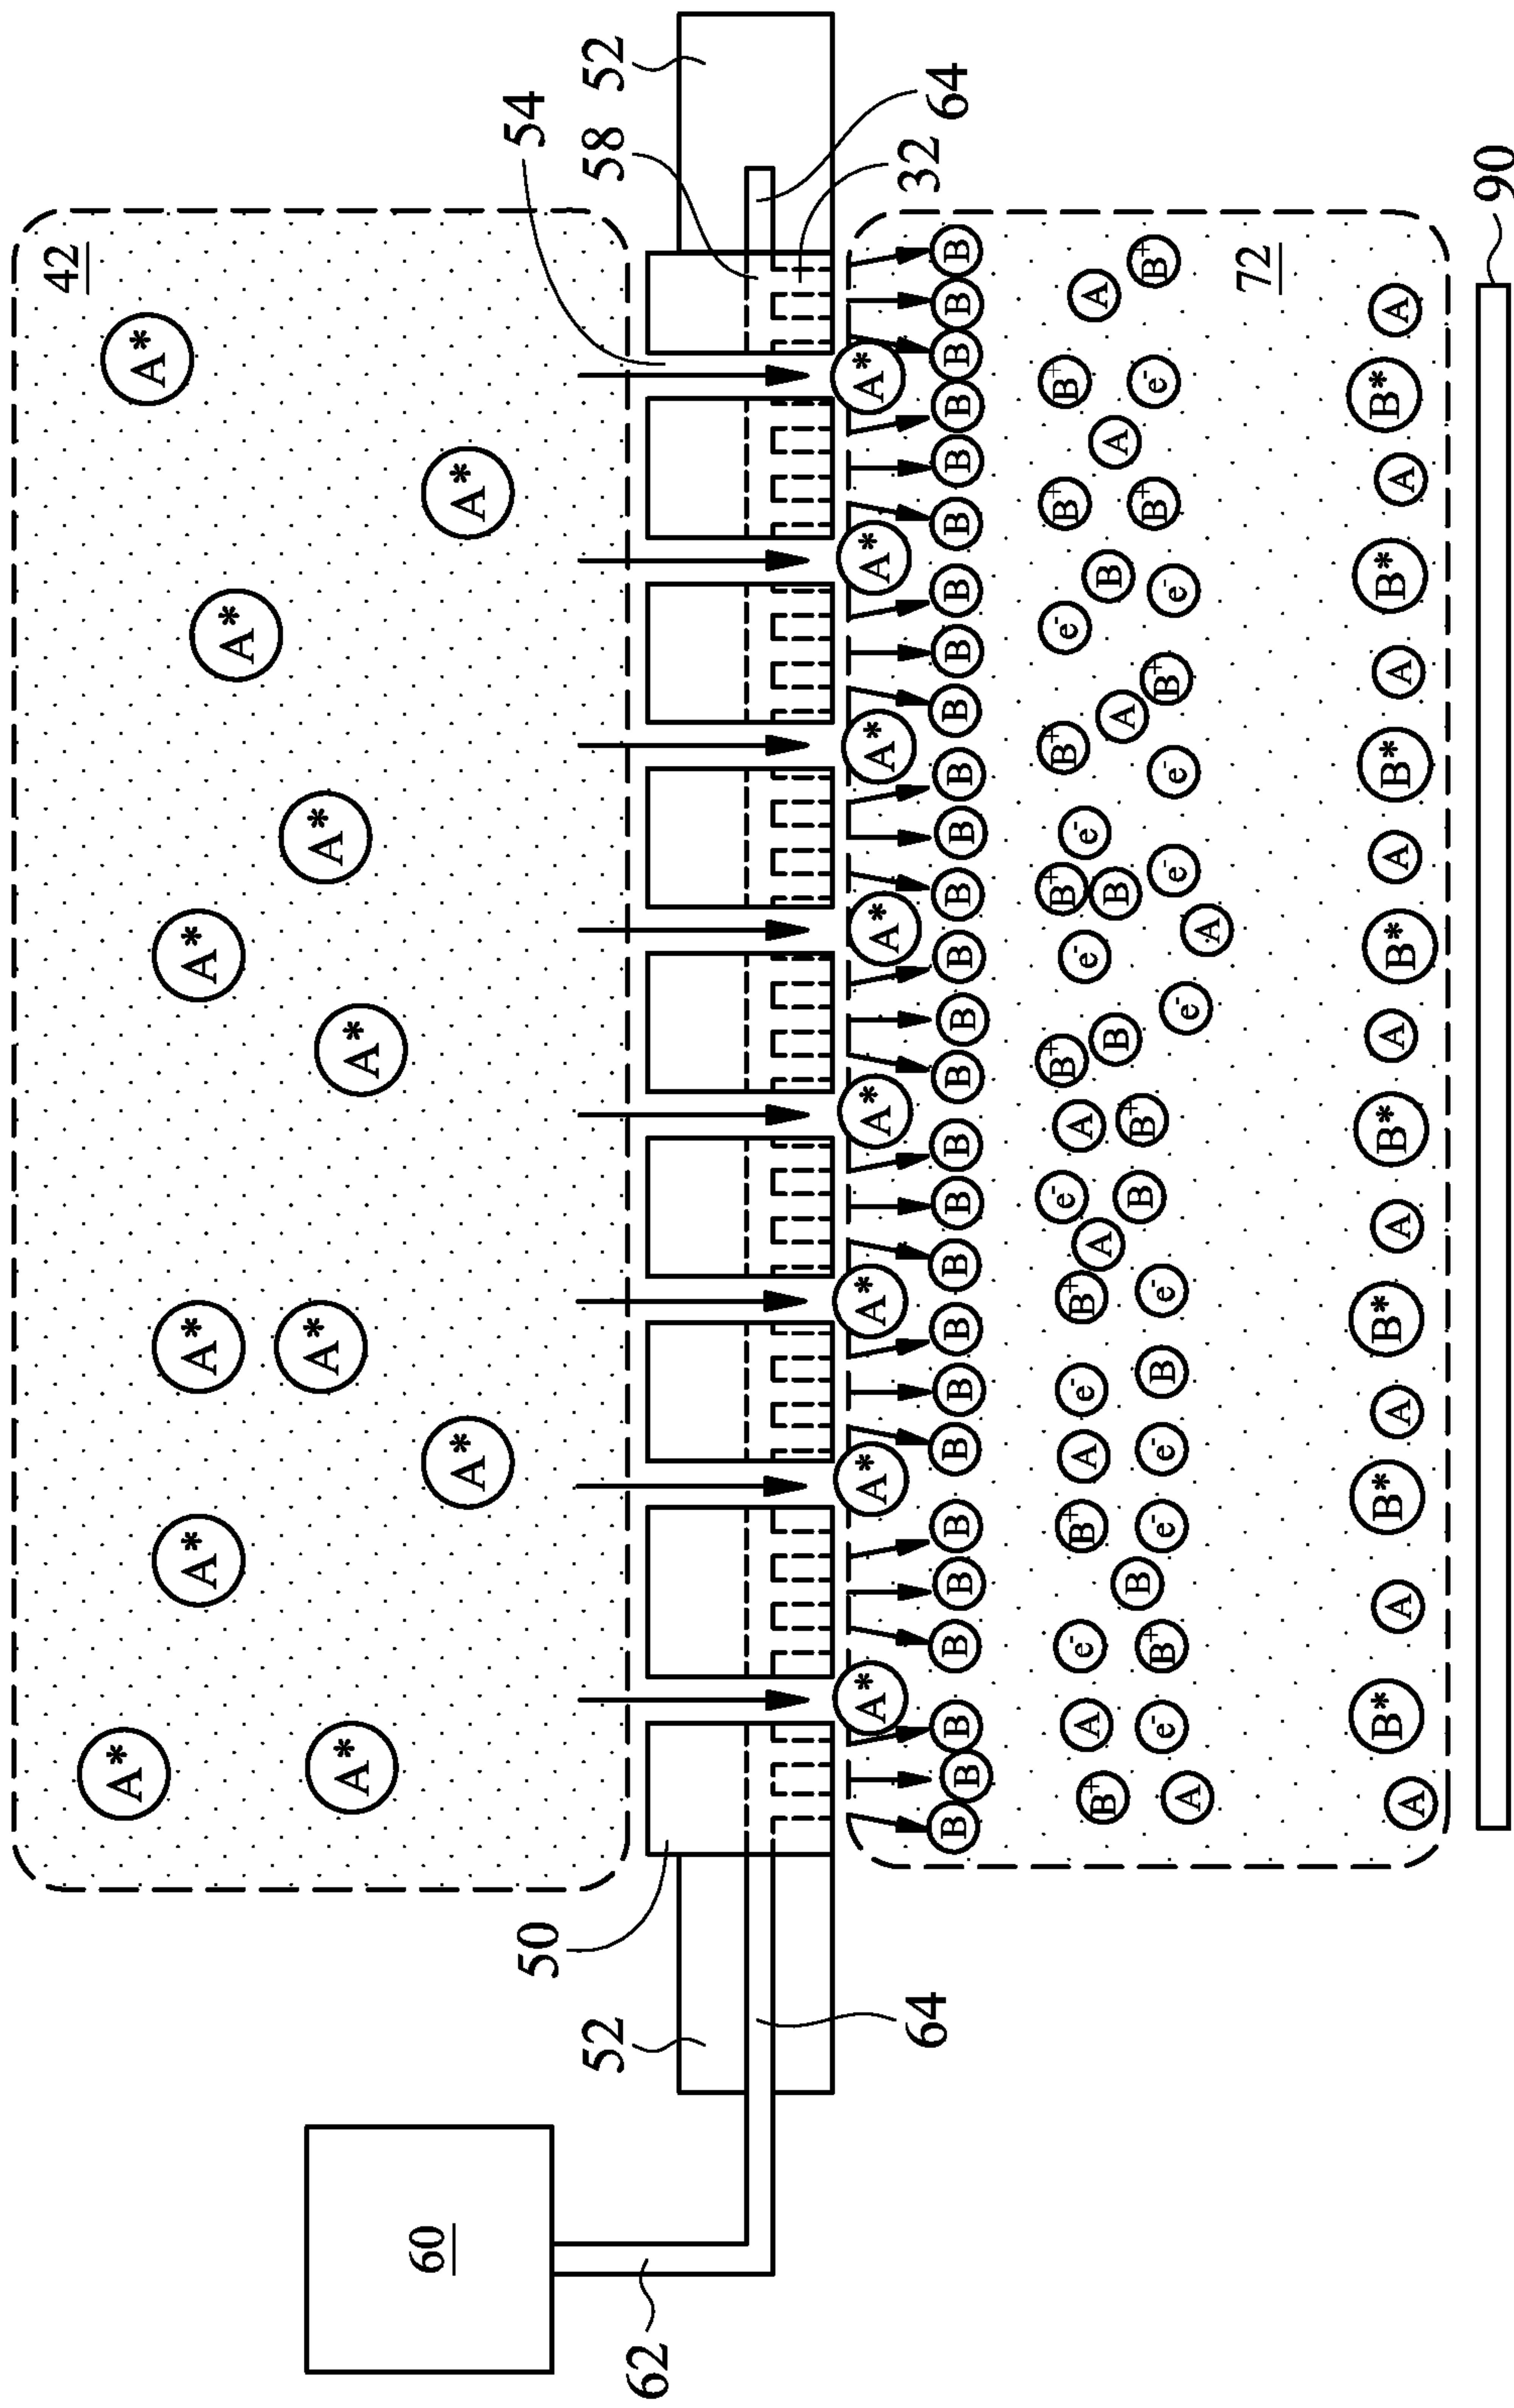 42
A* A*
A* A* A*
A*
A* A*
A* A*
60
A* A*
50 54
52 58 52
62
A* A* A* A* A* A* A* A*
64 32 64
B B B B B B B B B B B B B B B B B B B B B B B B B B B
B+ A e- B+ A e- B+ A e- A B+ B e- B+ B e- B+ A e- B B+ A B+ A
A e- B+ B e- e- B e- B B+ e- A e- e- B+ e- B+ e- B+
72
A B* A B* A B* A B* A B* A B* A B* A B* A
90